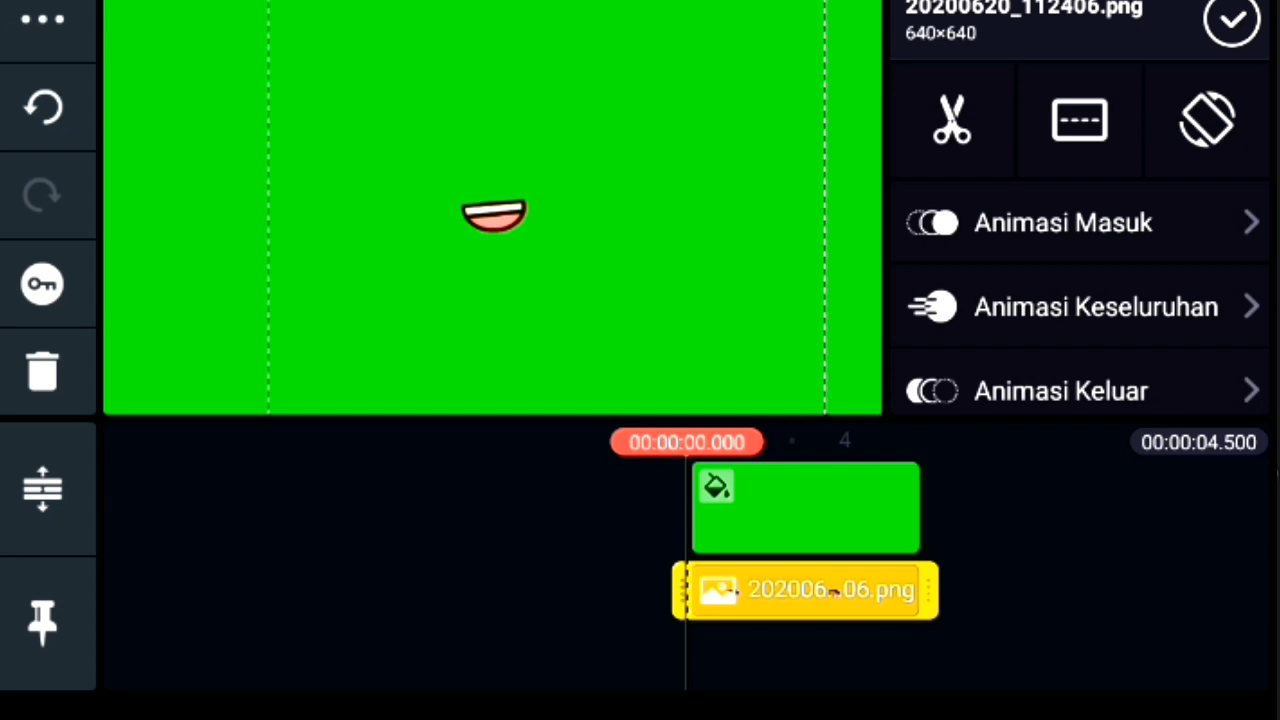 20200620_112406.png
640×640
Animasi Masuk
Animasi Keseluruhan
Animasi Keluar
00:00:00.000
4
00:00:04.500
202006...06.png